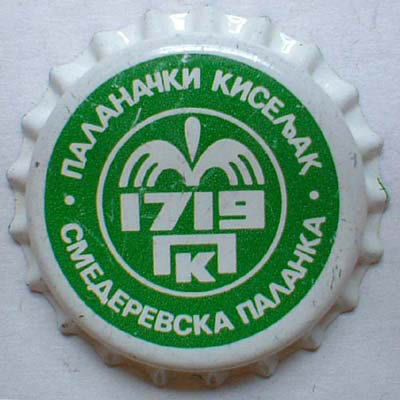 ПАЛАНАЧКИ КИСЕЉАК
1719
ПК
СМЕДЕРЕВСКА ПАЛАНКА